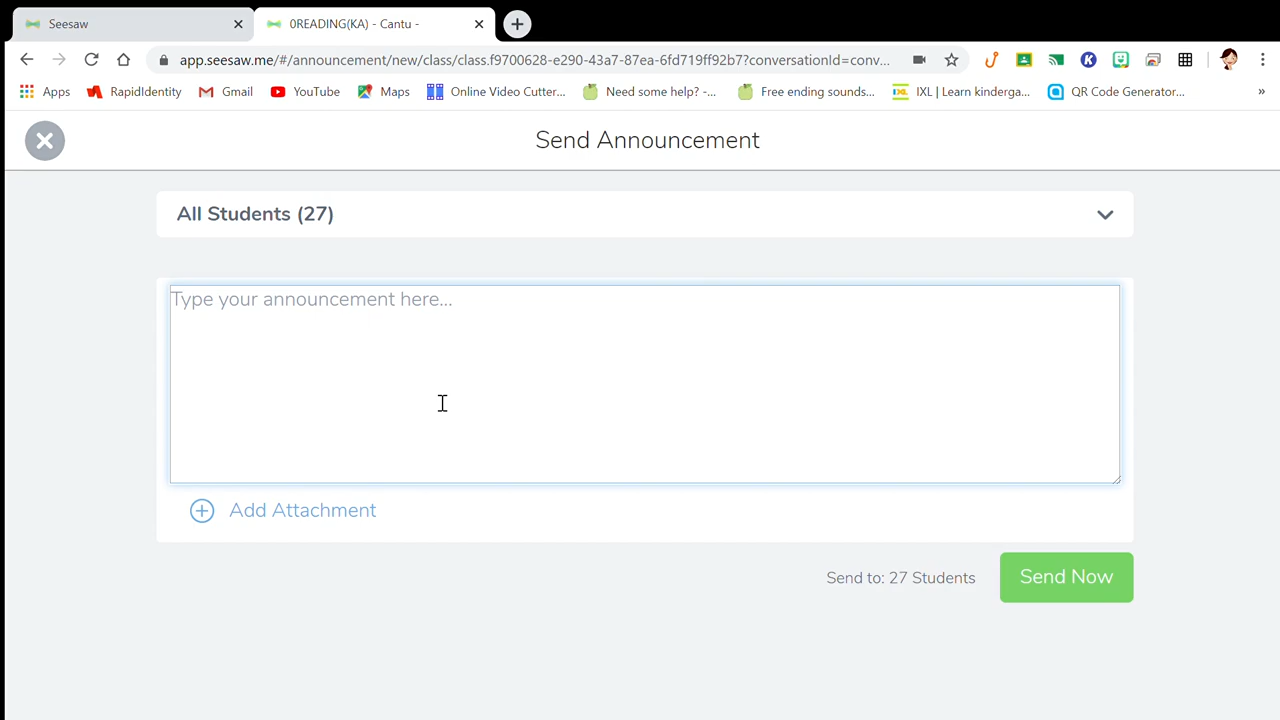 Seesaw
0READING(KA) - Cantu -
app.seesaw.me/#/announcement/new/class/class.f9700628-e290-43a7-87ea-6fd719ff92b7?conversationId=conv...
Apps RapidIdentity Gmail YouTube Maps Online Video Cutter... Need some help? -... Free ending sounds... IXL | Learn kinderga... QR Code Generator... »
Send Announcement
All Students (27)
Type your announcement here...
Add Attachment
Send to: 27 Students
Send Now